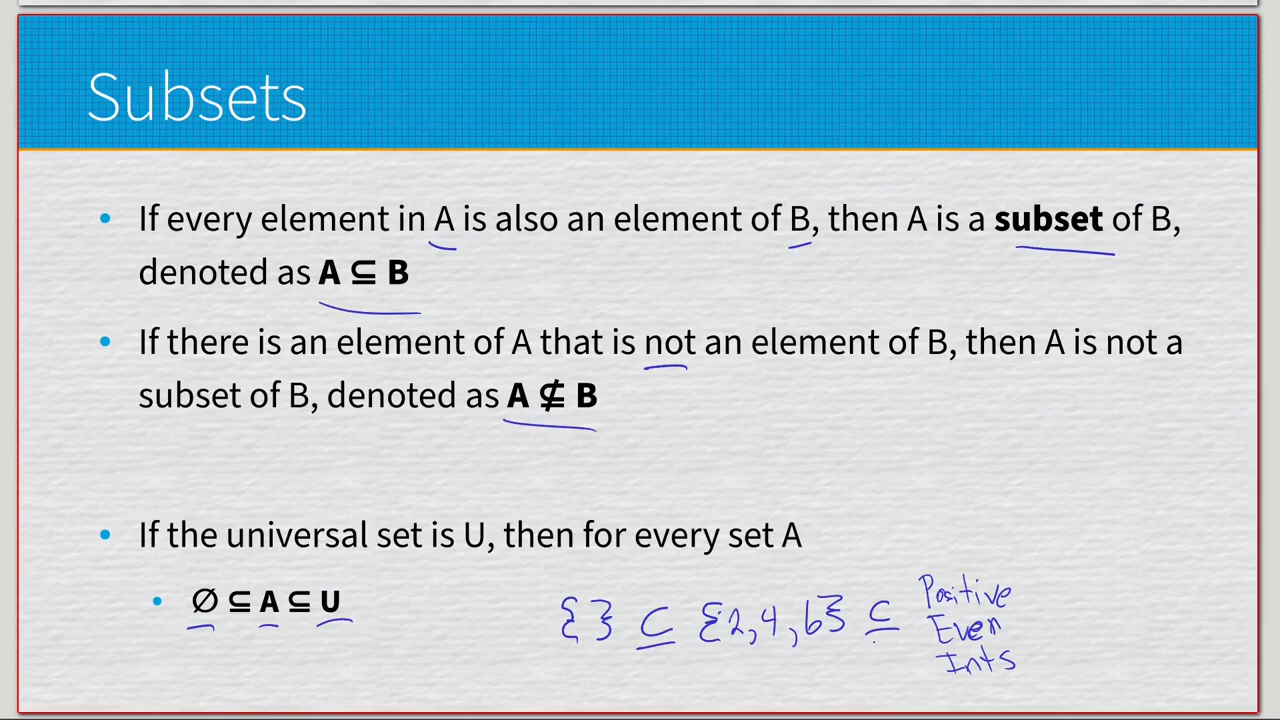 Subsets
• If every element in A is also an element of B, then A is a subset of B,
denoted as A ⊆ B
• If there is an element of A that is not an element of B, then A is not a
subset of B, denoted as A ⊈ B
• If the universal set is U, then for every set A
• ∅ ⊆ A ⊆ U
{ } ⊆ {2,4,6} ⊆ Positive
Even
Ints